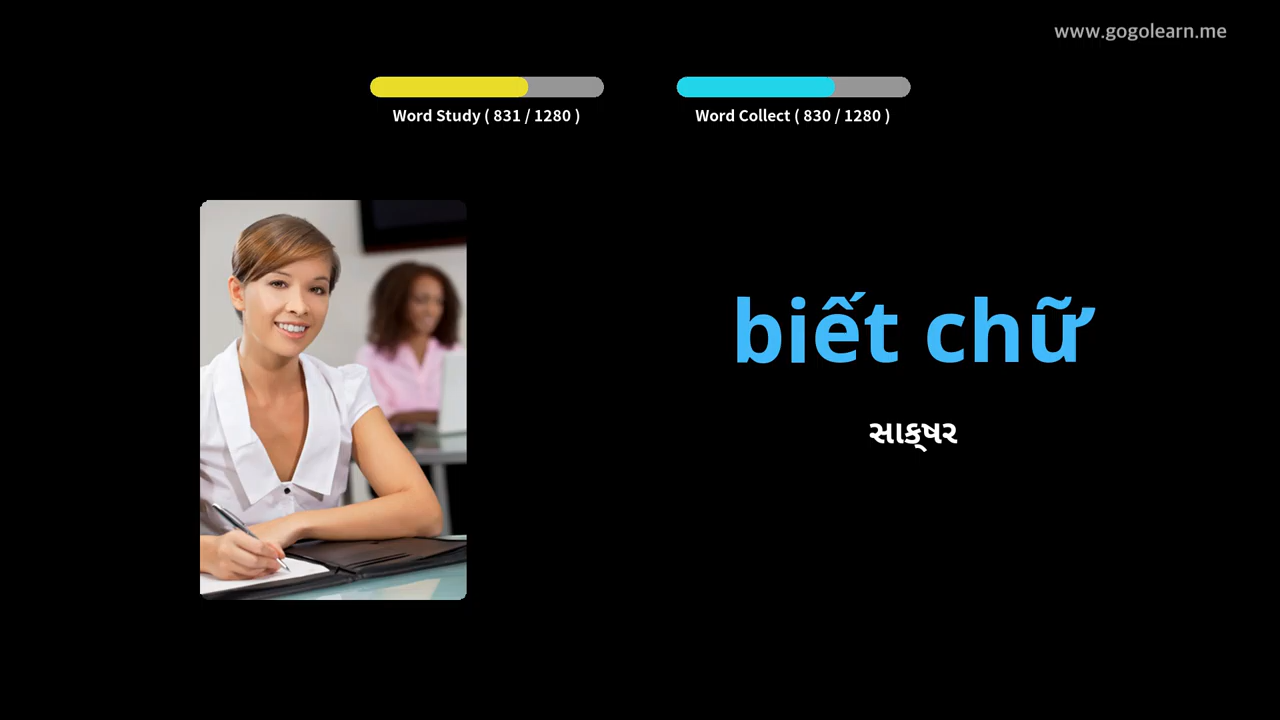 www.gogolearn.me
Word Study ( 831 / 1280 )
Word Collect ( 830 / 1280 )
biết chữ
સાક્ષર